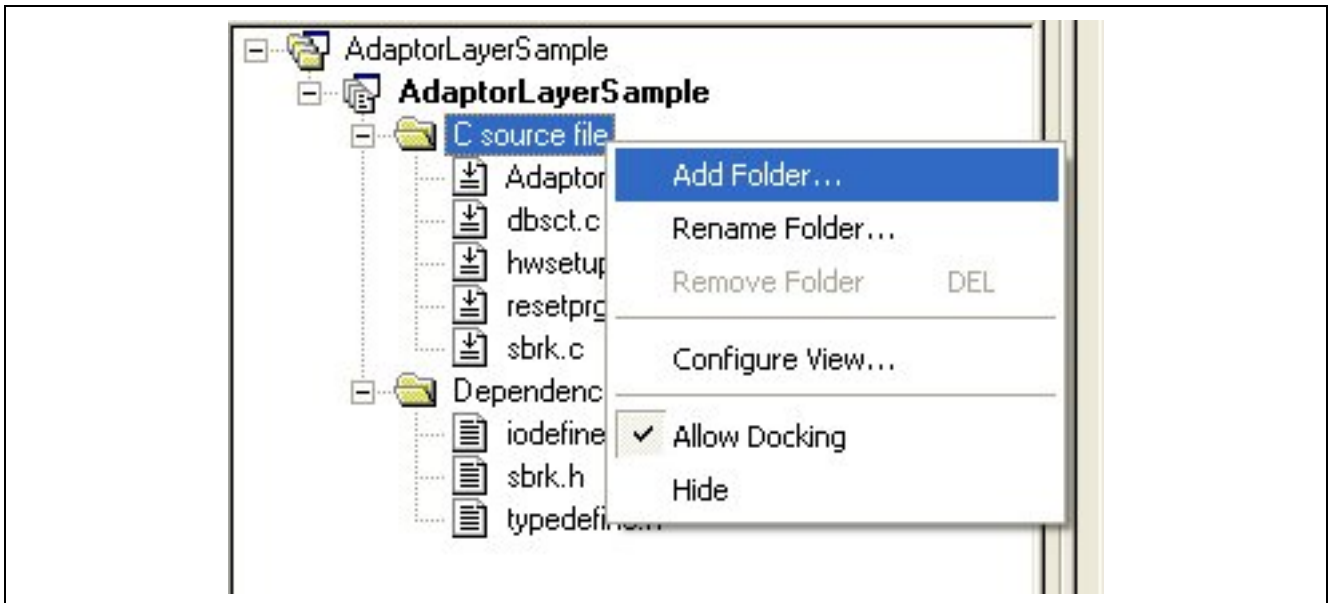 AdaptorLayerSample
AdaptorLayerSample
C source file
Adaptor
dbsct.c
hwsetup
resetprg
sbrk.c
Dependenc
iodefine
sbrk.h
typedefine.h
Add Folder...
Rename Folder...
Remove Folder DEL
Configure View...
Allow Docking
Hide